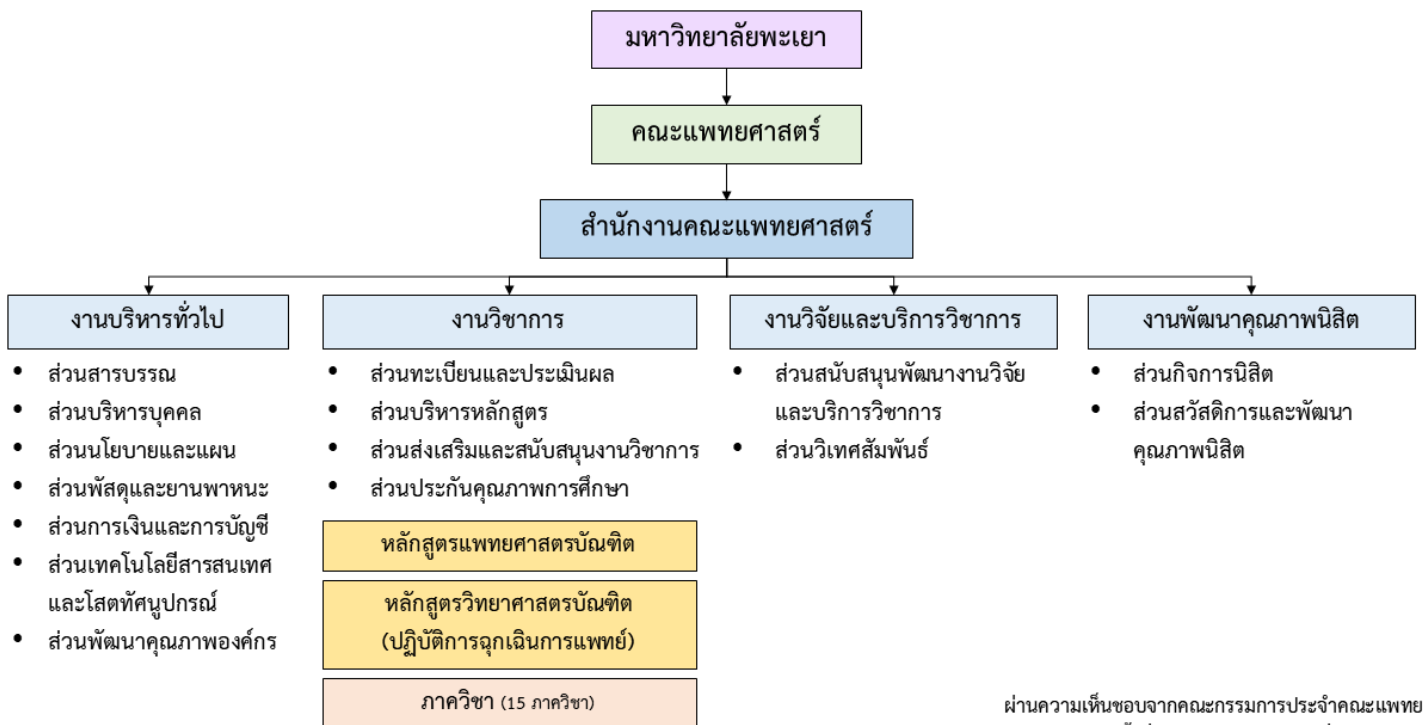 มหาวิทยาลัยพะเยา
คณะแพทยศาสตร์
สำนักงานคณะแพทยศาสตร์
งานบริหารทั่วไป
• ส่วนสารบรรณ
• ส่วนบริหารบุคคล
• ส่วนนโยบายและแผน
• ส่วนพัสดุและยานพาหนะ
• ส่วนการเงินและการบัญชี
• ส่วนเทคโนโลยีสารสนเทศ
และโสตทัศนูปกรณ์
• ส่วนพัฒนาคุณภาพองค์กร
งานวิชาการ
• ส่วนทะเบียนและประเมินผล
• ส่วนบริหารหลักสูตร
• ส่วนส่งเสริมและสนับสนุนงานวิชาการ
• ส่วนประกันคุณภาพการศึกษา
หลักสูตรแพทยศาสตรบัณฑิต
หลักสูตรวิทยาศาสตรบัณฑิต
(ปฏิบัติการฉุกเฉินการแพทย์)
ภาควิชา (15 ภาควิชา)
งานวิจัยและบริการวิชาการ
• ส่วนสนับสนุนพัฒนางานวิจัย
และบริการวิชาการ
• ส่วนวิเทศสัมพันธ์
งานพัฒนาคุณภาพนิสิต
• ส่วนกิจการนิสิต
• ส่วนสวัสดิการและพัฒนา
คุณภาพนิสิต
ผ่านความเห็นชอบจากคณะกรรมการประจำคณะแพทย